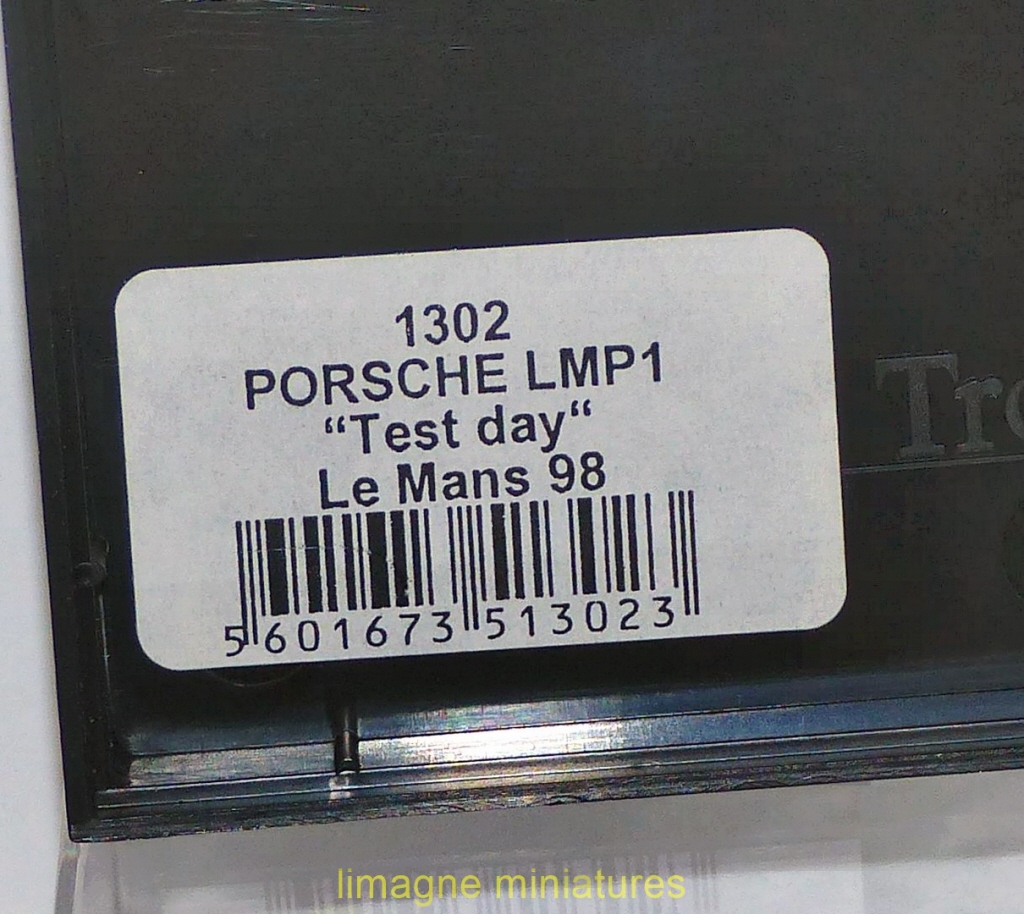 1302
PORSCHE LMP1
“Test day“
Le Mans 98
5 601673 513023
limagne miniatures